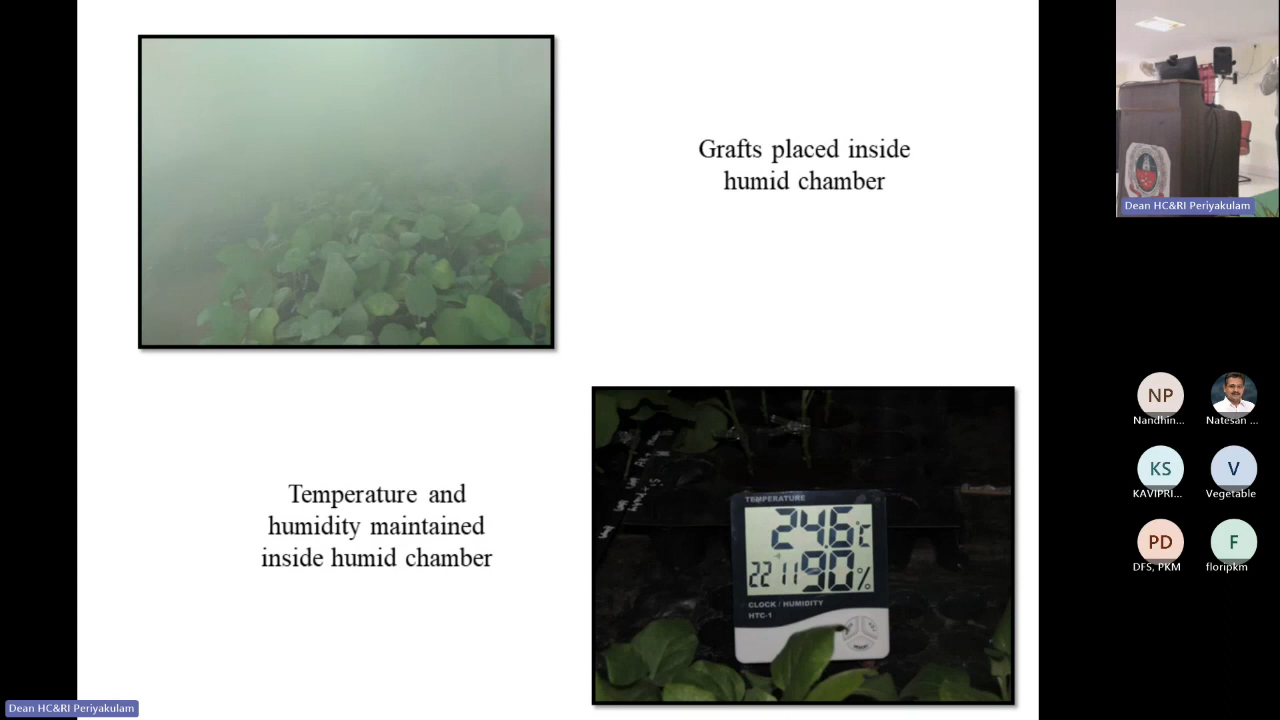 Grafts placed inside
humid chamber
Temperature and
humidity maintained
inside humid chamber
TEMPERATURE
24.6°C
22 11 90%
CLOCK / HUMIDITY
HTC-1
Dean HC&RI Periyakulam
NP
Nandhin...
Natesan ...
KS
KAVIPRI...
V
Vegetable
PD
DFS, PKM
F
floripkm
Dean HC&RI Periyakulam